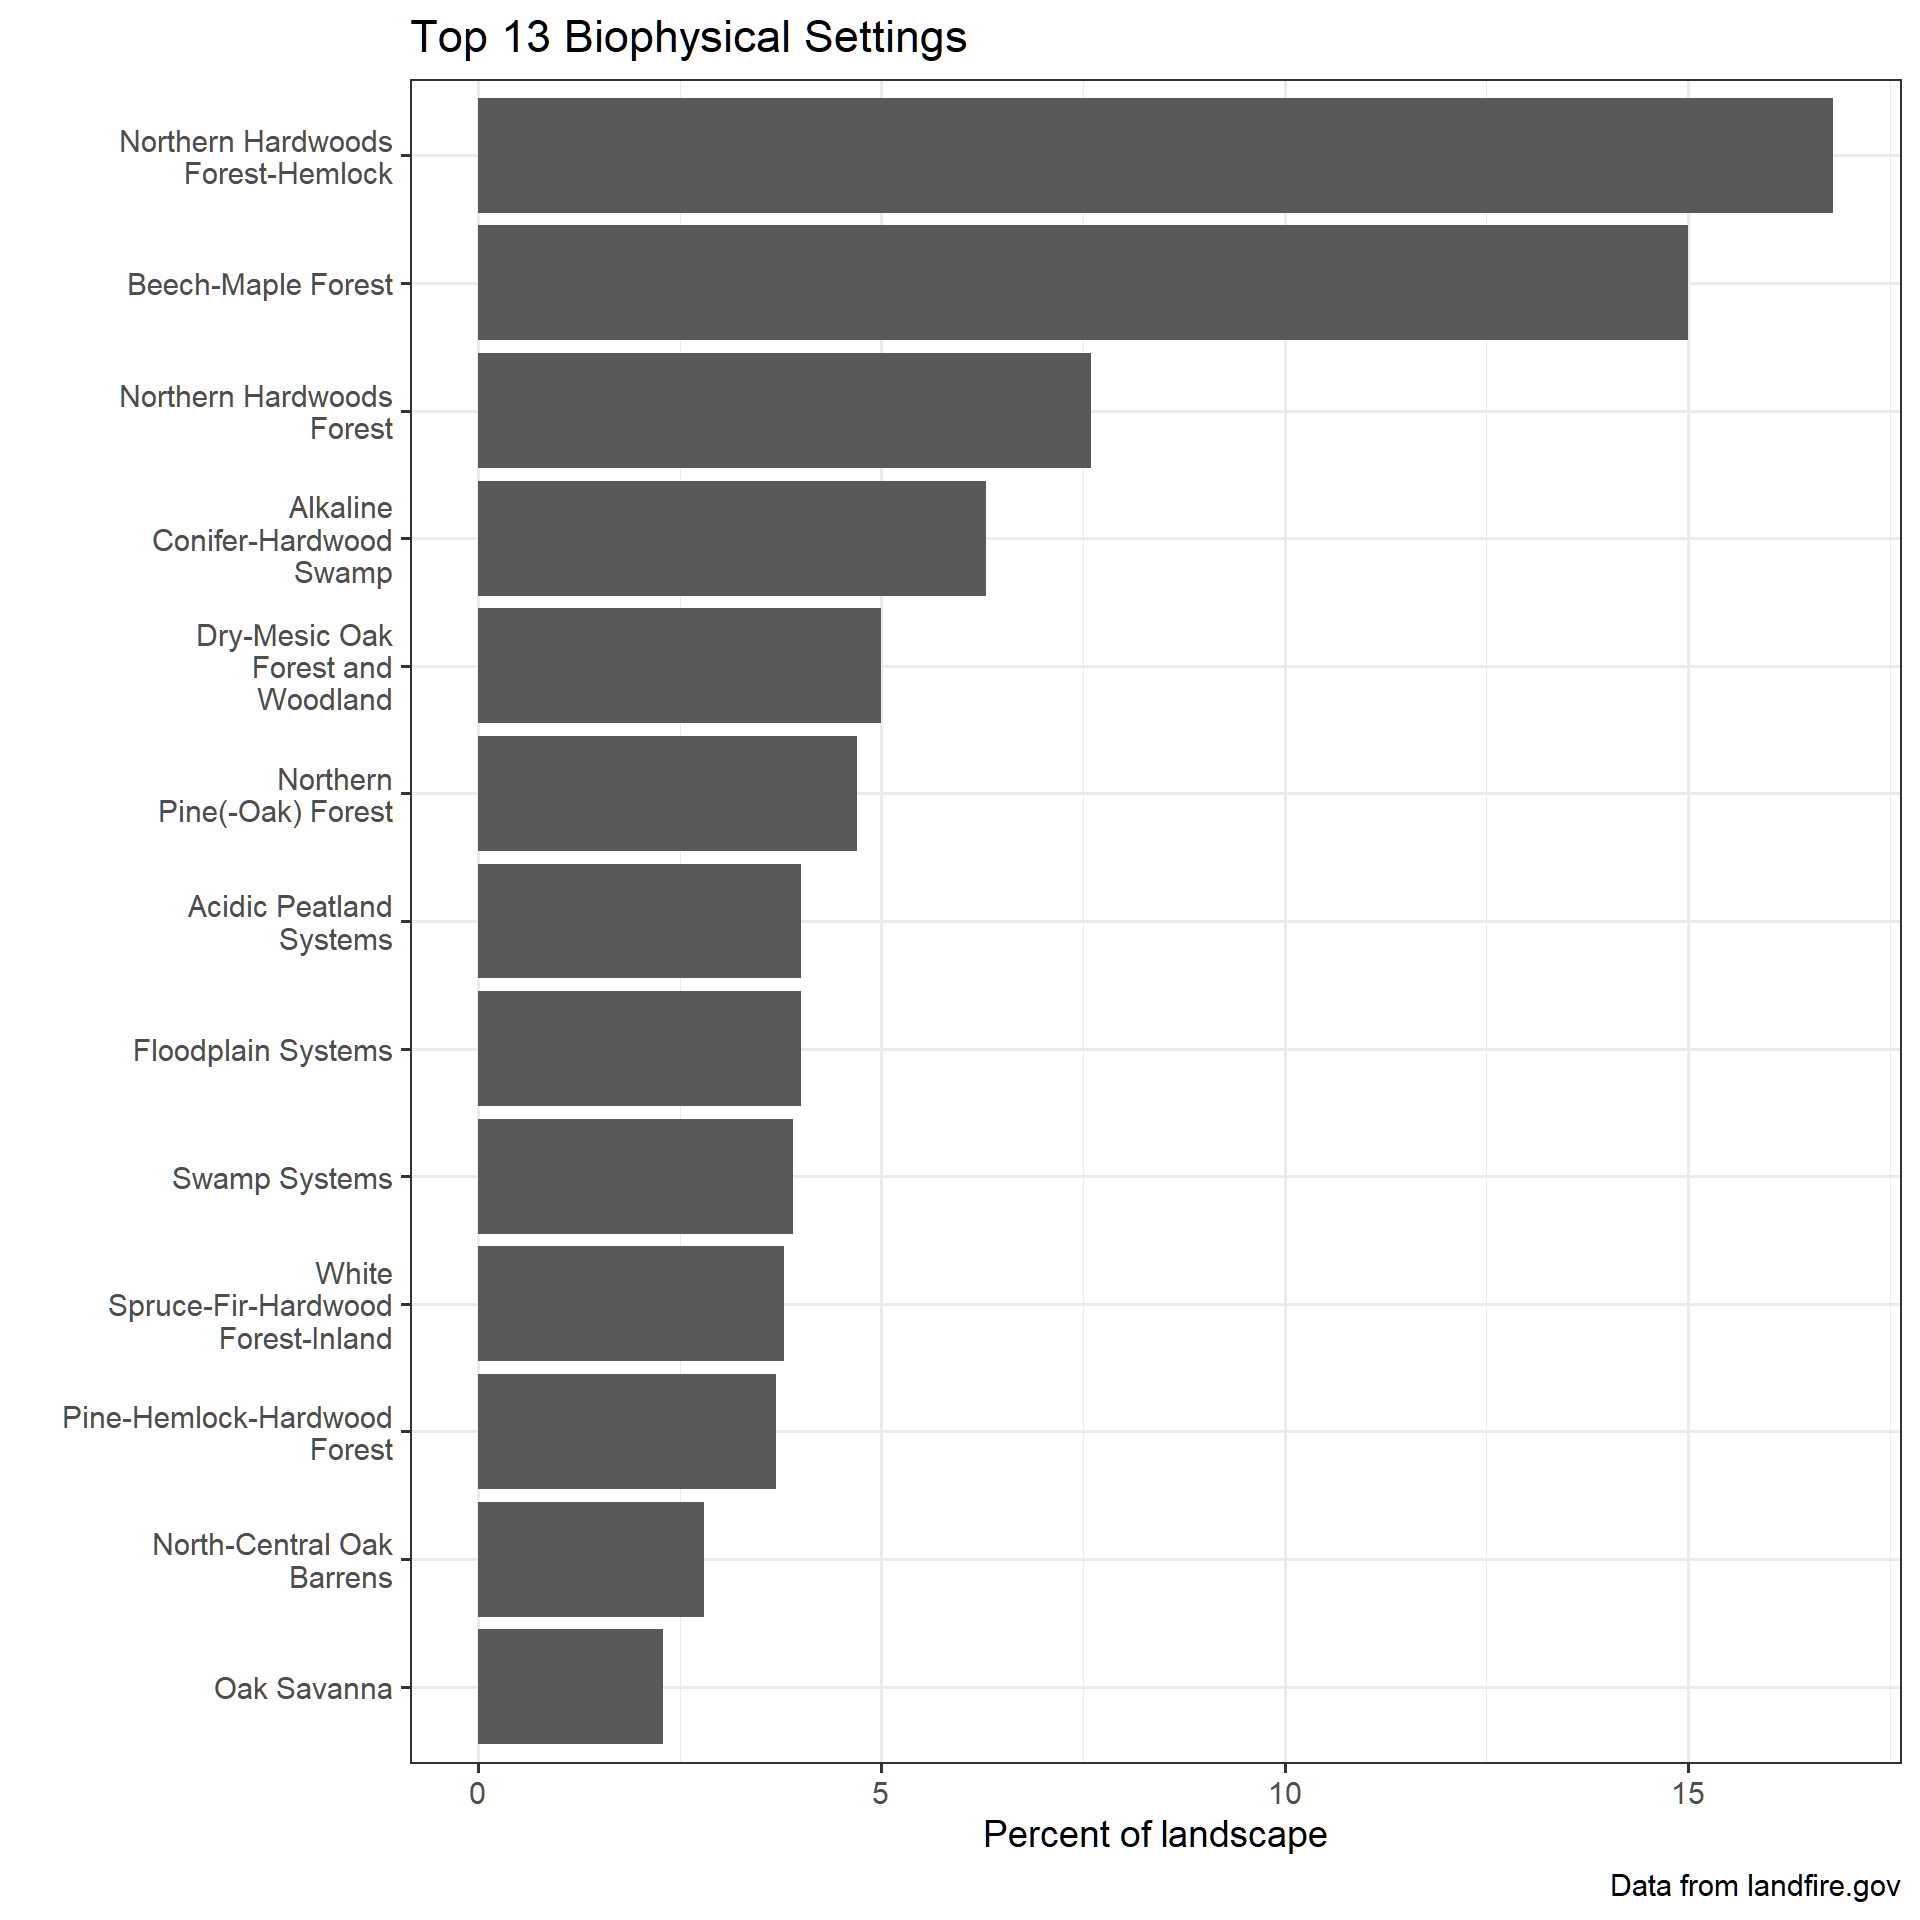 Top 13 Biophysical Settings
Northern Hardwoods
Forest-Hemlock
Beech-Maple Forest
Northern Hardwoods
Forest
Alkaline
Conifer-Hardwood
Swamp
Dry-Mesic Oak
Forest and
Woodland
Northern
Pine(-Oak) Forest
Acidic Peatland
Systems
Floodplain Systems
Swamp Systems
White
Spruce-Fir-Hardwood
Forest-Inland
Pine-Hemlock-Hardwood
Forest
North-Central Oak
Barrens
Oak Savanna
0 5 10 15
Percent of landscape
Data from landfire.gov